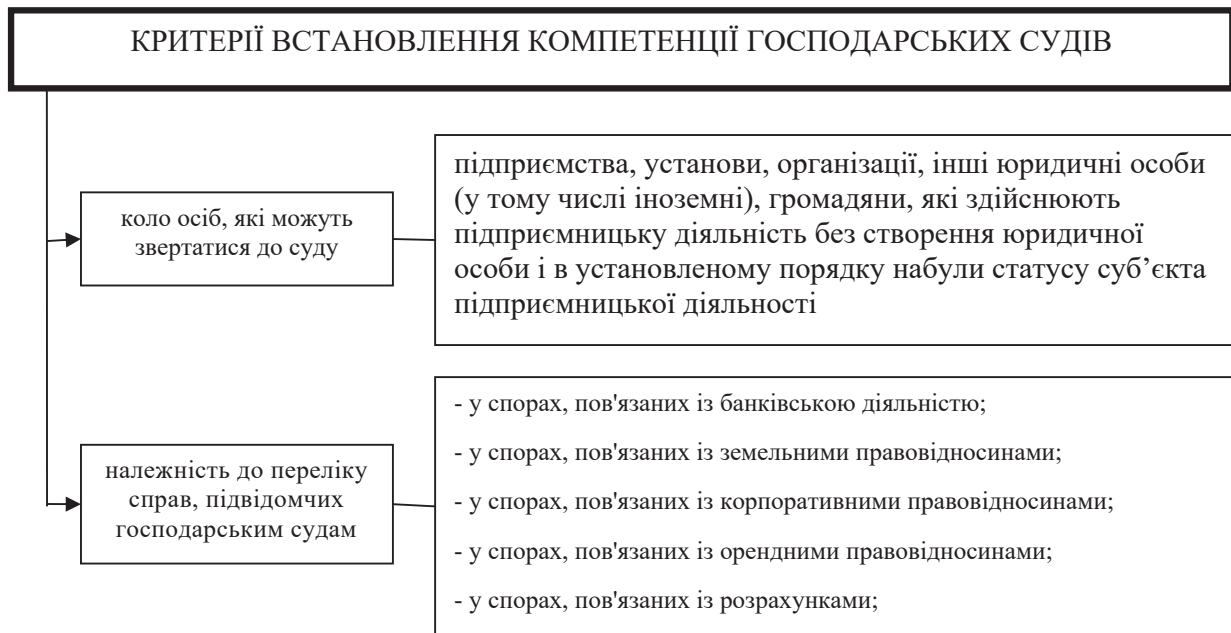 КРИТЕРІЇ ВСТАНОВЛЕННЯ КОМПЕТЕНЦІЇ ГОСПОДАРСЬКИХ СУДІВ
коло осіб, які можуть
звертатися до суду
підприємства, установи, організації, інші юридичні особи
(у тому числі іноземні), громадяни, які здійснюють
підприємницьку діяльність без створення юридичної
особи і в установленому порядку набули статусу суб’єкта
підприємницької діяльності
належність до переліку
справ, підвідомчих
господарським судам
- у спорах, пов'язаних із банківською діяльністю;
- у спорах, пов'язаних із земельними правовідносинами;
- у спорах, пов'язаних із корпоративними правовідносинами;
- у спорах, пов'язаних із орендними правовідносинами;
- у спорах, пов'язаних із розрахунками;